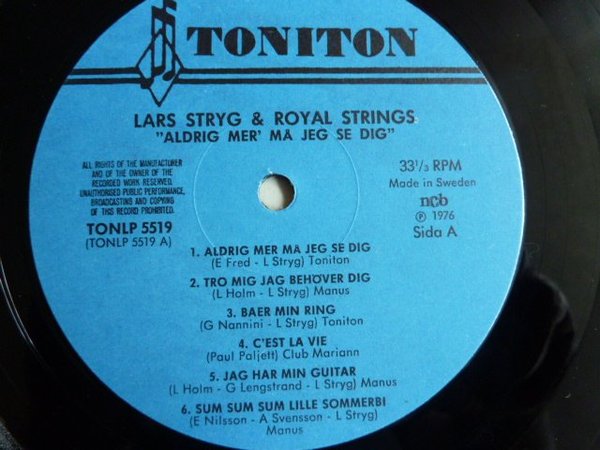 TONITON
LARS STRYG & ROYAL STRINGS
"ALDRIG MER' MÅ JEG SE DIG"
ALL RIGHTS OF THE MANUFACTURER
AND OF THE OWNER OF THE
RECORDED WORK RESERVED.
UNAUTHORISED PUBLIC PERFORMANCE,
BROADCASTING AND COPYING
OF THIS RECORD PROHIBITED.
TONLP 5519
(TONLP 5519 A)
33 1/3 RPM
Made in Sweden
ncb
Ⓟ 1976
Sida A
1. ALDRIG MER MÅ JEG SE DIG
(E Fred - L Stryg) Toniton
2. TRO MIG JAG BEHÖVER DIG
(L Holm - L Stryg) Manus
3. BAER MIN RING
(G Nannini - L Stryg) Toniton
4. C'EST LA VIE
(Paul Paljett) Club Mariann
5. JAG HAR MIN GUITAR
(L Holm - G Lengstrand - L Stryg) Manus
6. SUM SUM SUM LILLE SOMMERBI
(E Nilsson - A Svensson - L Stryg)
Manus